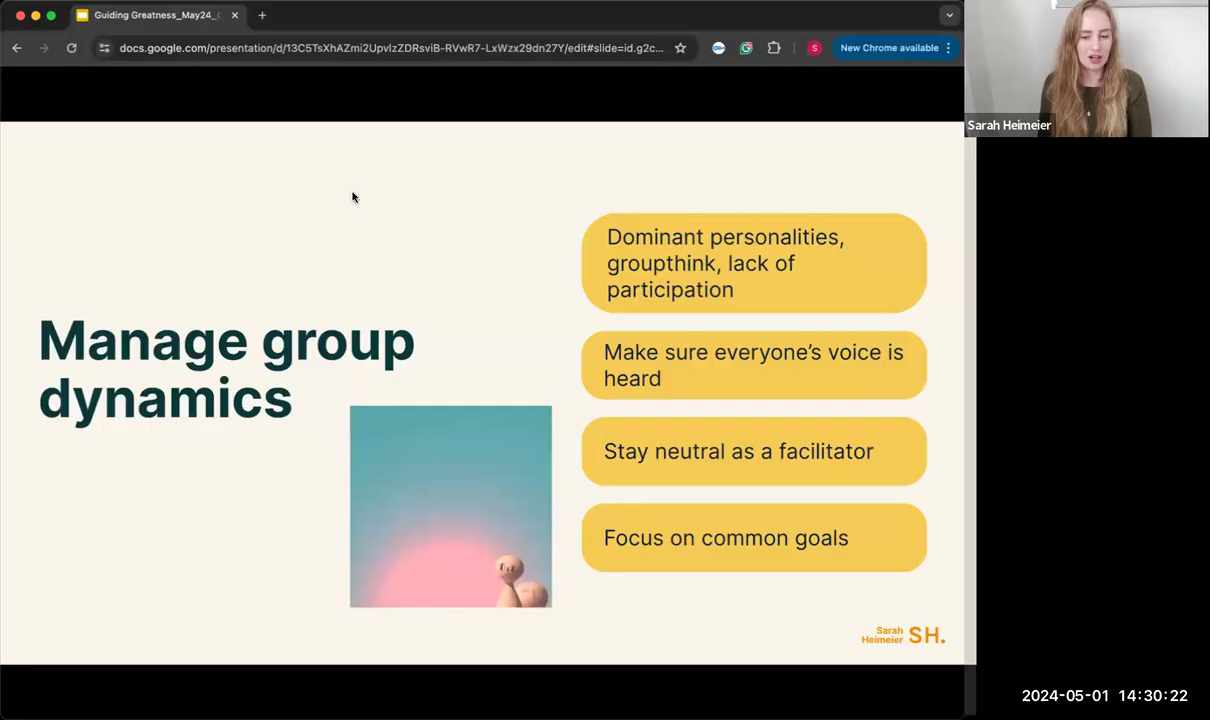 Guiding Greatness_May24_
docs.google.com/presentation/d/13C5TsXhAZmi2UpvIzZDRsviB-RVwR7-LxWzx29dn27Y/edit#slide=id.g2c...
S
New Chrome available
Sarah Heimeier
Manage group
dynamics
Dominant personalities,
groupthink, lack of
participation
Make sure everyone's voice is
heard
Stay neutral as a facilitator
Focus on common goals
Sarah
Heimeier
SH.
2024-05-01 14:30:22